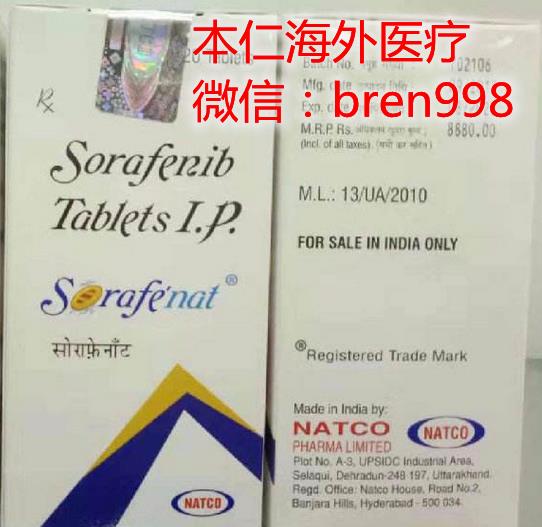 本仁海外医疗
微信：bren998
20 Tablets
Rx
Sorafenib
Tablets I.P.
Sorafenat®
सोराफ़ेनॉट
NATCO
Batch No.
102106
Mfg.
Exp.
M.R.P. Rs.
8880.00
(Incl. of all taxes).
M.L.: 13/UA/2010
FOR SALE IN INDIA ONLY
®Registered Trade Mark
Made in India by:
NATCO
PHARMA LIMITED
NATCO
Plot No. A-3, UPSIDC Industrial Area,
Selaqui, Dehradun-248 197, Uttarakhand.
Regd. Office: Natco House, Road No.2,
Banjara Hills, Hyderabad - 500 034.